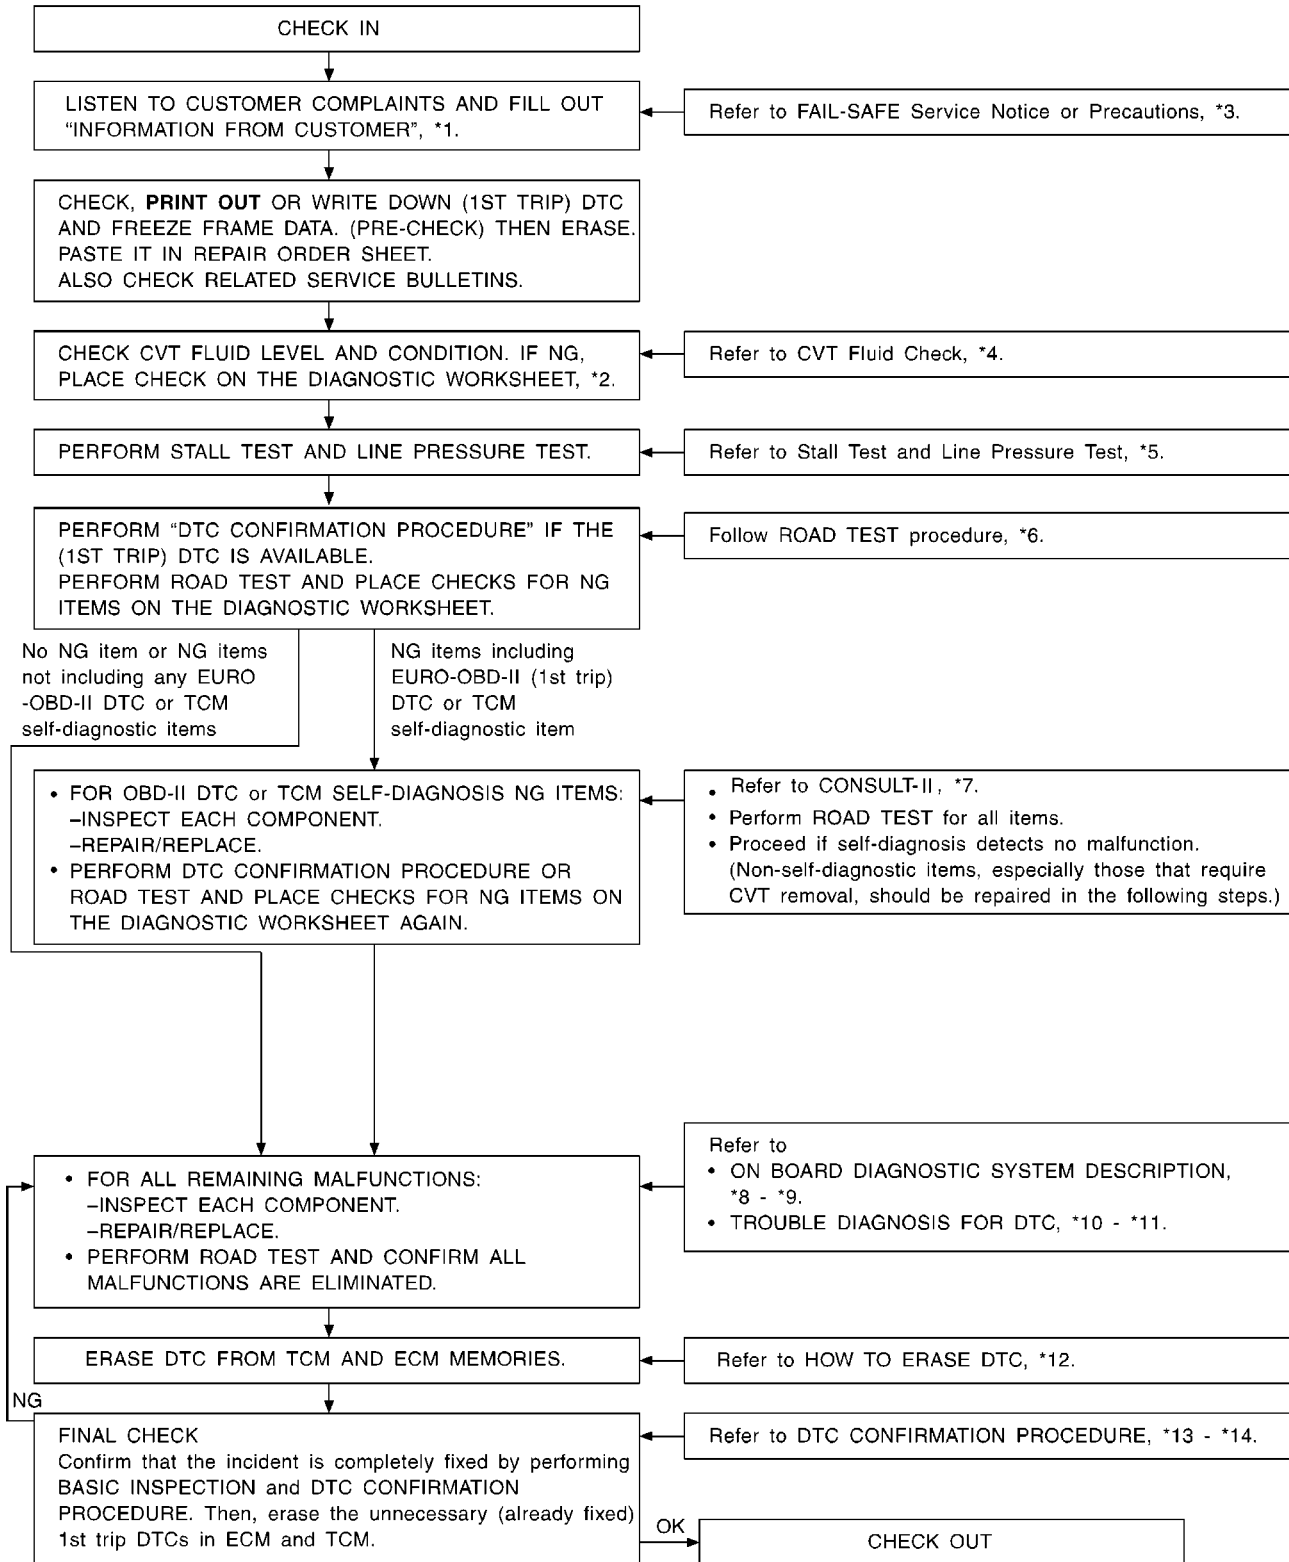 CHECK IN
LISTEN TO CUSTOMER COMPLAINTS AND FILL OUT
“INFORMATION FROM CUSTOMER”, *1.
Refer to FAIL-SAFE Service Notice or Precautions, *3.
CHECK, PRINT OUT OR WRITE DOWN (1ST TRIP) DTC
AND FREEZE FRAME DATA. (PRE-CHECK) THEN ERASE.
PASTE IT IN REPAIR ORDER SHEET.
ALSO CHECK RELATED SERVICE BULLETINS.
CHECK CVT FLUID LEVEL AND CONDITION. IF NG,
PLACE CHECK ON THE DIAGNOSTIC WORKSHEET, *2.
Refer to CVT Fluid Check, *4.
PERFORM STALL TEST AND LINE PRESSURE TEST.
Refer to Stall Test and Line Pressure Test, *5.
PERFORM “DTC CONFIRMATION PROCEDURE” IF THE
(1ST TRIP) DTC IS AVAILABLE.
PERFORM ROAD TEST AND PLACE CHECKS FOR NG
ITEMS ON THE DIAGNOSTIC WORKSHEET.
Follow ROAD TEST procedure, *6.
No NG item or NG items
not including any EURO
-OBD-II DTC or TCM
self-diagnostic items
NG items including
EURO-OBD-II (1st trip)
DTC or TCM
self-diagnostic item
• FOR OBD-II DTC or TCM SELF-DIAGNOSIS NG ITEMS:
–INSPECT EACH COMPONENT.
–REPAIR/REPLACE.
• PERFORM DTC CONFIRMATION PROCEDURE OR
ROAD TEST AND PLACE CHECKS FOR NG ITEMS ON
THE DIAGNOSTIC WORKSHEET AGAIN.
• Refer to CONSULT-II, *7.
• Perform ROAD TEST for all items.
• Proceed if self-diagnosis detects no malfunction.
(Non-self-diagnostic items, especially those that require
CVT removal, should be repaired in the following steps.)
• FOR ALL REMAINING MALFUNCTIONS:
–INSPECT EACH COMPONENT.
–REPAIR/REPLACE.
• PERFORM ROAD TEST AND CONFIRM ALL
MALFUNCTIONS ARE ELIMINATED.
Refer to
• ON BOARD DIAGNOSTIC SYSTEM DESCRIPTION,
*8 - *9.
• TROUBLE DIAGNOSIS FOR DTC, *10 - *11.
ERASE DTC FROM TCM AND ECM MEMORIES.
Refer to HOW TO ERASE DTC, *12.
NG
FINAL CHECK
Confirm that the incident is completely fixed by performing
BASIC INSPECTION and DTC CONFIRMATION
PROCEDURE. Then, erase the unnecessary (already fixed)
1st trip DTCs in ECM and TCM.
Refer to DTC CONFIRMATION PROCEDURE, *13 - *14.
OK
CHECK OUT